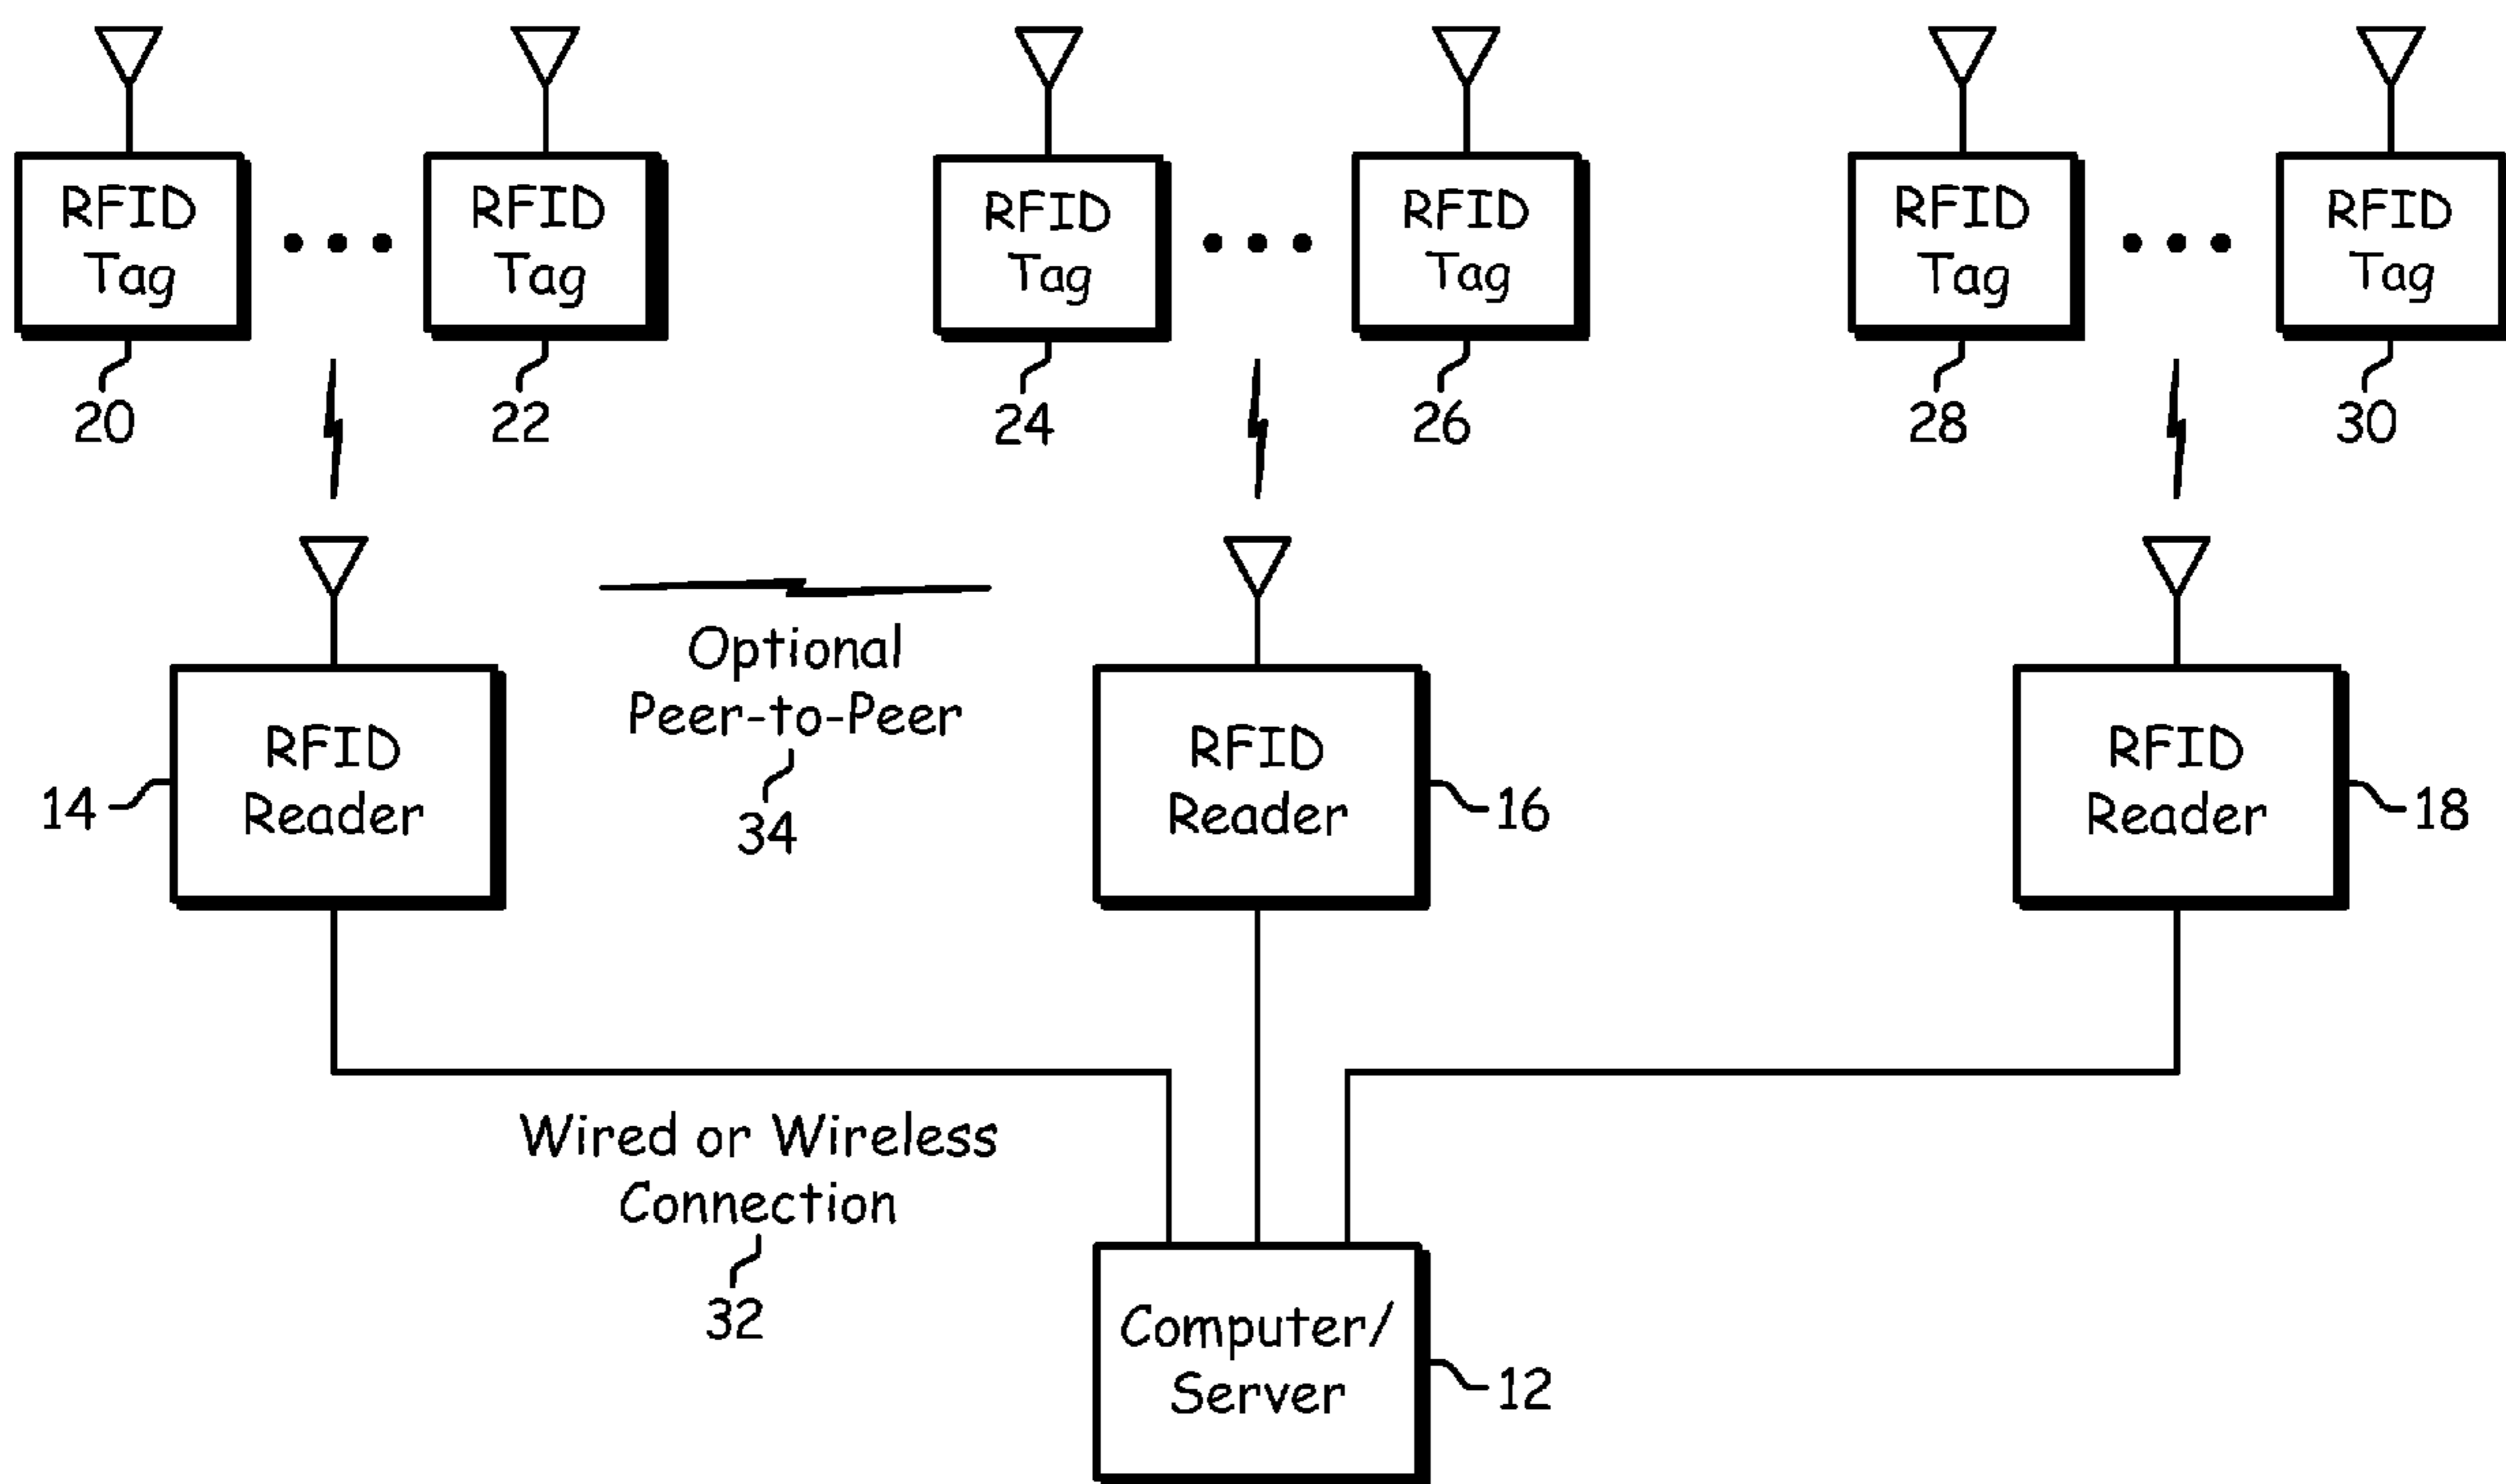 RFID
Tag
20
RFID
Tag
22
RFID
Tag
24
RFID
Tag
26
RFID
Tag
28
RFID
Tag
30
RFID
Reader
14
Optional
Peer-to-Peer
34
RFID
Reader
16
RFID
Reader
18
Wired or Wireless
Connection
32
Computer/
Server
12